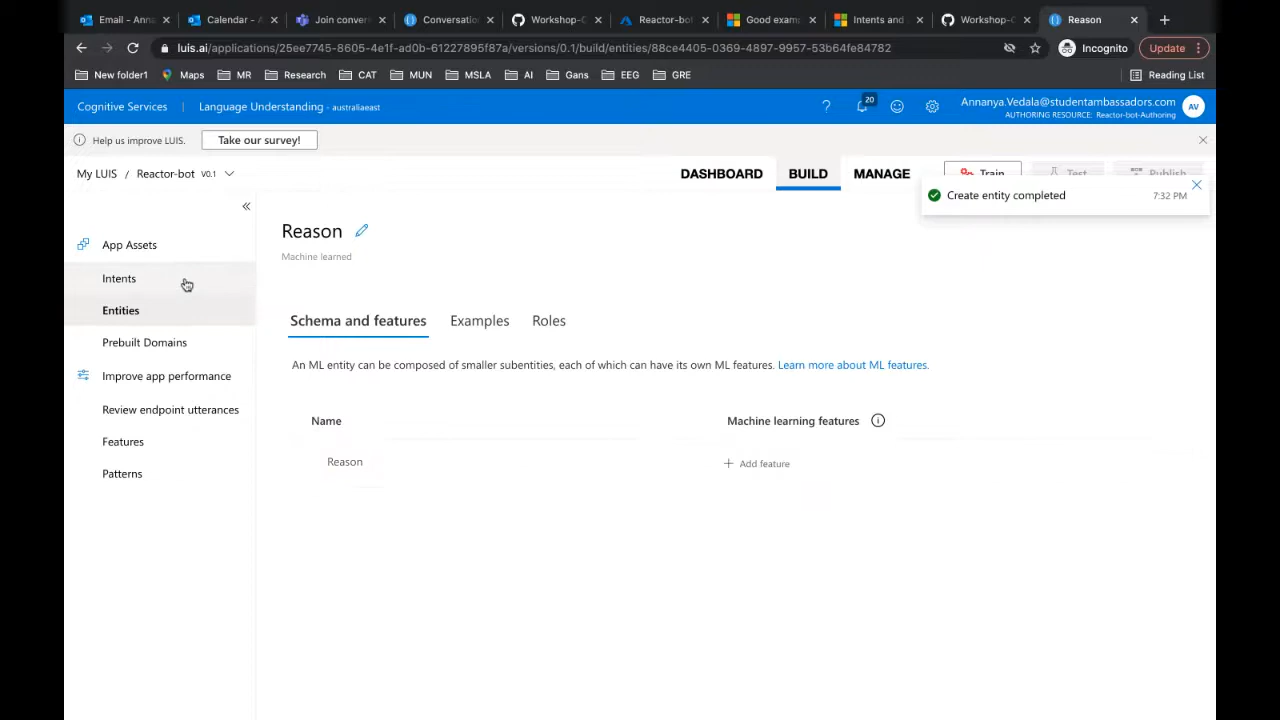 Email - Anna
Calendar - A
Join conver
Conversatio
Workshop-C
Reactor-bot
Good exam
Intents and
Workshop-C
Reason
luis.ai/applications/25ee7745-8605-4e1f-ad0b-61227895f87a/versions/0.1/build/entities/88ce4405-0369-4897-9957-53b64fe84782
Incognito
Update
New folder1
Maps
MR
Research
CAT
MUN
MSLA
AI
Gans
EEG
GRE
Reading List
Cognitive Services | Language Understanding - australiaeast
?
20
Annanya.Vedala@studentambassadors.com
AUTHORING RESOURCE: Reactor-bot-Authoring
AV
Help us improve LUIS.
Take our survey!
My LUIS / Reactor-bot V0.1
DASHBOARD
BUILD
MANAGE
Train
Test
Publish
Create entity completed
7:32 PM
App Assets
Intents
Entities
Prebuilt Domains
Improve app performance
Review endpoint utterances
Features
Patterns
Reason
Machine learned
Schema and features
Examples
Roles
An ML entity can be composed of smaller subentities, each of which can have its own ML features. Learn more about ML features.
Name
Machine learning features
Reason
+ Add feature